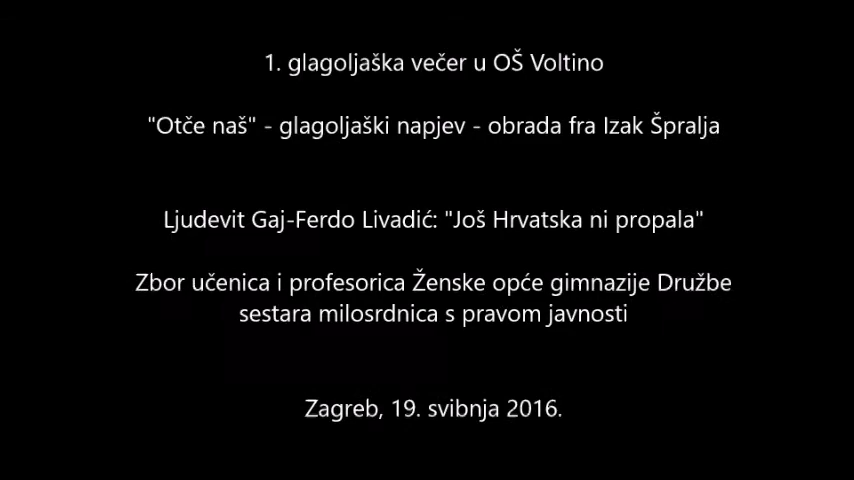 1. glagoljaška večer u OŠ Voltino
"Otče naš" - glagoljaški napjev - obrada fra Izak Špralja
Ljudevit Gaj-Ferdo Livadić: "Još Hrvatska ni propala"
Zbor učenica i profesorica Ženske opće gimnazije Družbe
sestara milosrdnica s pravom javnosti
Zagreb, 19. svibnja 2016.